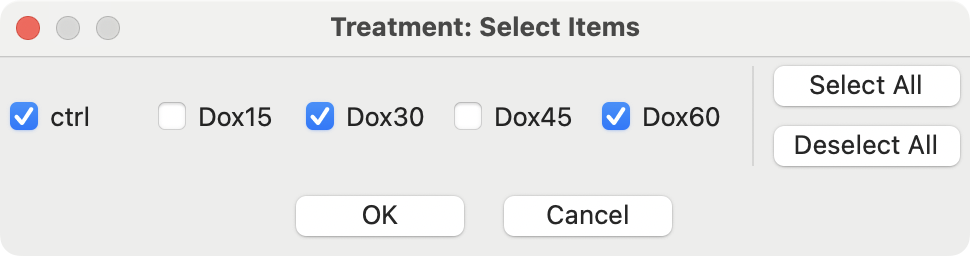 Treatment: Select Items
ctrl Dox15 Dox30 Dox45 Dox60
Select All
Deselect All
OK Cancel